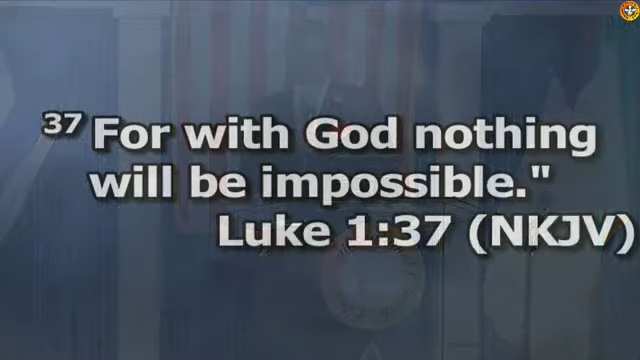 37 For with God nothing
will be impossible."
Luke 1:37 (NKJV)